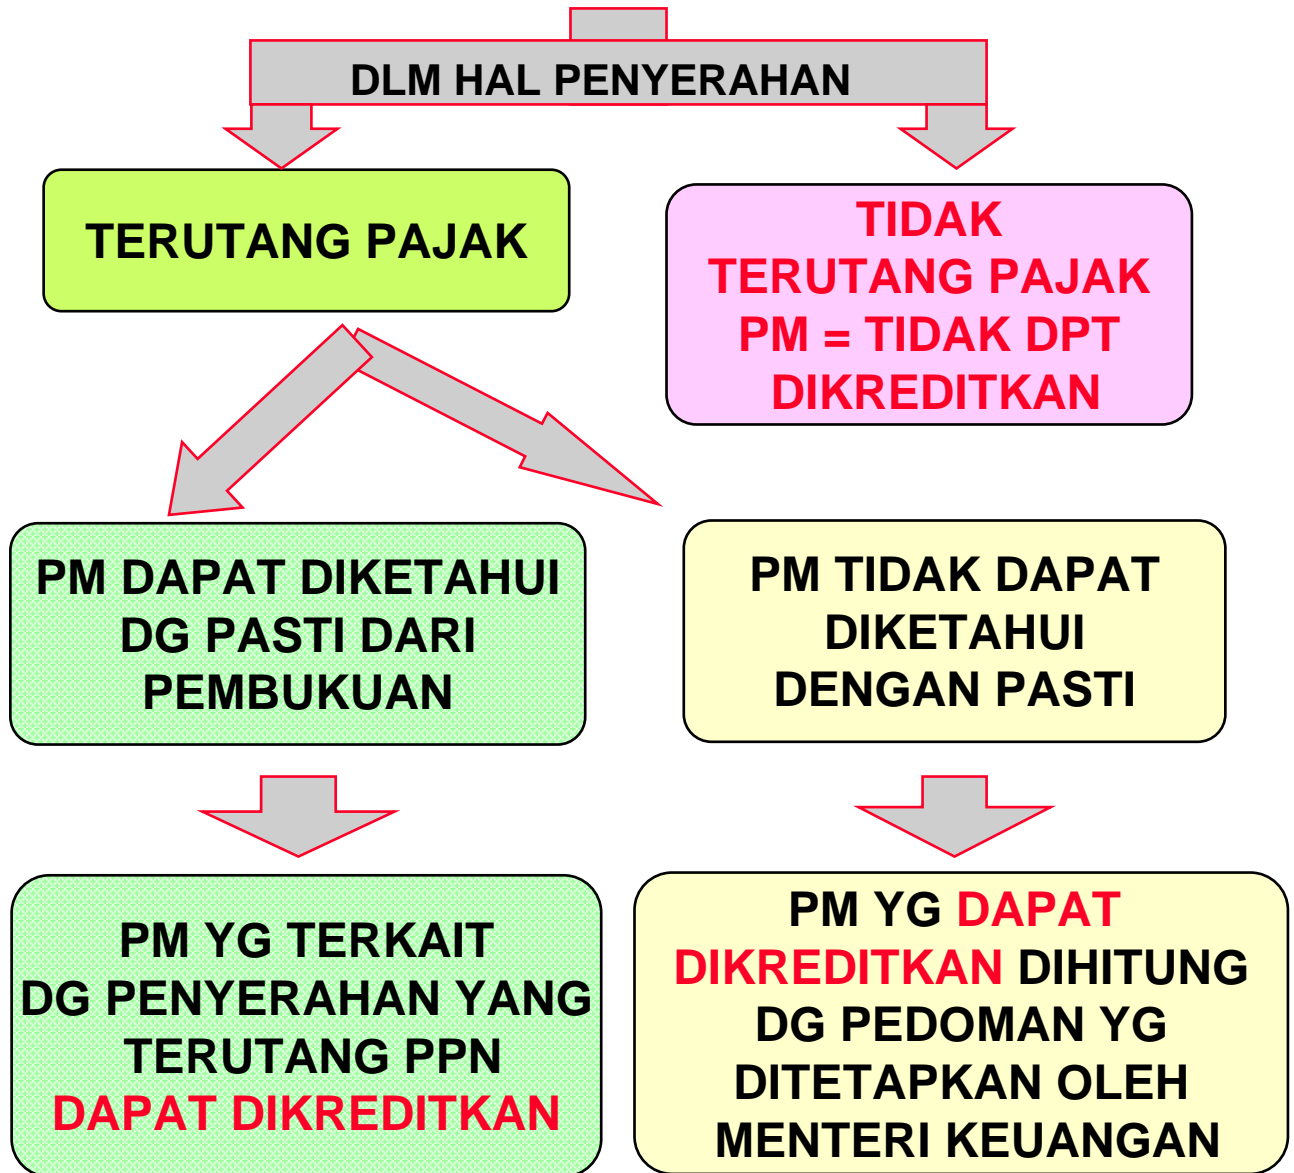 DLM HAL PENYERAHAN
TERUTANG PAJAK
TIDAK
TERUTANG PAJAK
PM = TIDAK DPT
DIKREDITKAN
PM DAPAT DIKETAHUI
DG PASTI DARI
PEMBUKUAN
PM TIDAK DAPAT
DIKETAHUI
DENGAN PASTI
PM YG TERKAIT
DG PENYERAHAN YANG
TERUTANG PPN
DAPAT DIKREDITKAN
PM YG DAPAT
DIKREDITKAN DIHITUNG
DG PEDOMAN YG
DITETAPKAN OLEH
MENTERI KEUANGAN